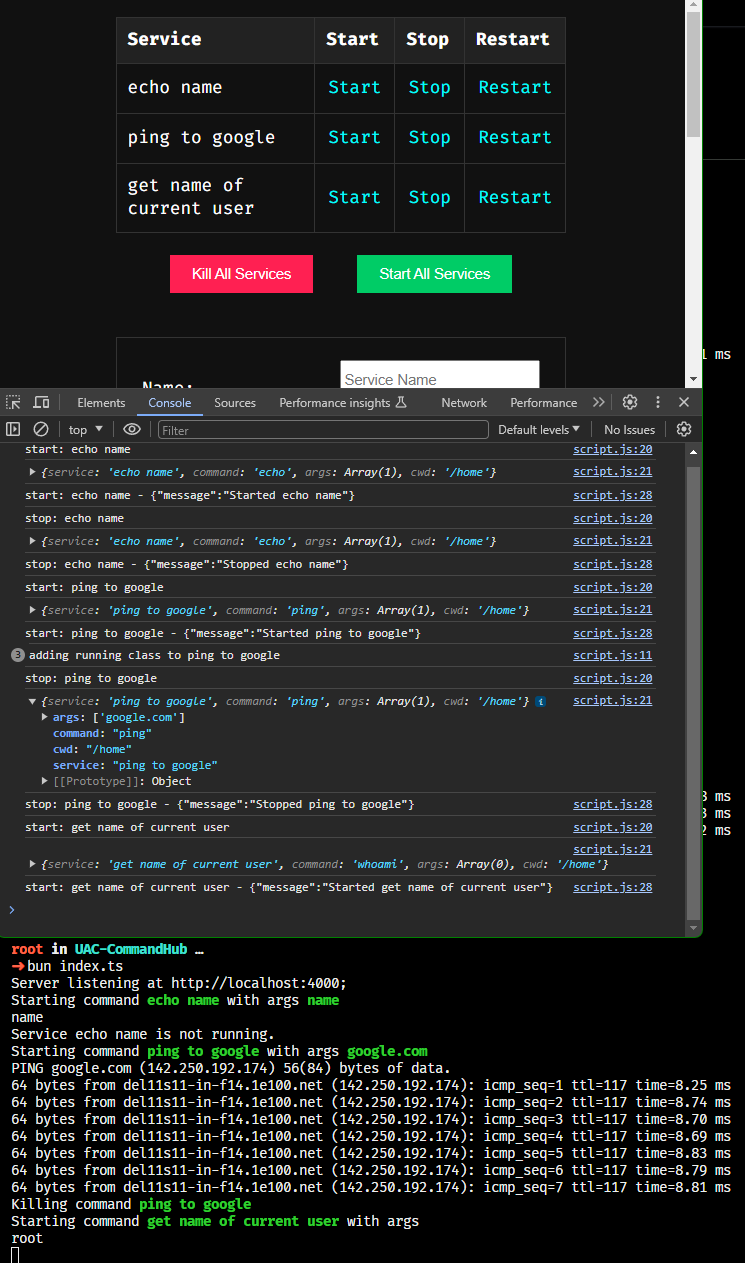 Service Start Stop Restart
echo name Start Stop Restart
ping to google Start Stop Restart
get name of
current user Start Stop Restart
Kill All Services Start All Services
Name: Service Name
1 ms
Elements Console Sources Performance insights Network Performance
top Filter Default levels No Issues
start: echo name script.js:20
{service: 'echo name', command: 'echo', args: Array(1), cwd: '/home'} script.js:21
start: echo name - {"message":"Started echo name"} script.js:28
stop: echo name script.js:20
{service: 'echo name', command: 'echo', args: Array(1), cwd: '/home'} script.js:21
stop: echo name - {"message":"Stopped echo name"} script.js:28
start: ping to google script.js:20
{service: 'ping to google', command: 'ping', args: Array(1), cwd: '/home'} script.js:21
start: ping to google - {"message":"Started ping to google"} script.js:28
3 adding running class to ping to google script.js:11
stop: ping to google script.js:20
{service: 'ping to google', command: 'ping', args: Array(1), cwd: '/home'} i script.js:21
args: ['google.com']
command: "ping"
cwd: "/home"
service: "ping to google"
[[Prototype]]: Object
stop: ping to google - {"message":"Stopped ping to google"} script.js:28
start: get name of current user script.js:20
script.js:21
{service: 'get name of current user', command: 'whoami', args: Array(0), cwd: '/home'}
start: get name of current user - {"message":"Started get name of current user"} script.js:28
3 ms
3 ms
2 ms
root in UAC-CommandHub …
➜ bun index.ts
Server listening at http://localhost:4000;
Starting command echo name with args name
name
Service echo name is not running.
Starting command ping to google with args google.com
PING google.com (142.250.192.174) 56(84) bytes of data.
64 bytes from del11s11-in-f14.1e100.net (142.250.192.174): icmp_seq=1 ttl=117 time=8.25 ms
64 bytes from del11s11-in-f14.1e100.net (142.250.192.174): icmp_seq=2 ttl=117 time=8.74 ms
64 bytes from del11s11-in-f14.1e100.net (142.250.192.174): icmp_seq=3 ttl=117 time=8.70 ms
64 bytes from del11s11-in-f14.1e100.net (142.250.192.174): icmp_seq=4 ttl=117 time=8.69 ms
64 bytes from del11s11-in-f14.1e100.net (142.250.192.174): icmp_seq=5 ttl=117 time=8.83 ms
64 bytes from del11s11-in-f14.1e100.net (142.250.192.174): icmp_seq=6 ttl=117 time=8.79 ms
64 bytes from del11s11-in-f14.1e100.net (142.250.192.174): icmp_seq=7 ttl=117 time=8.81 ms
Killing command ping to google
Starting command get name of current user with args
root